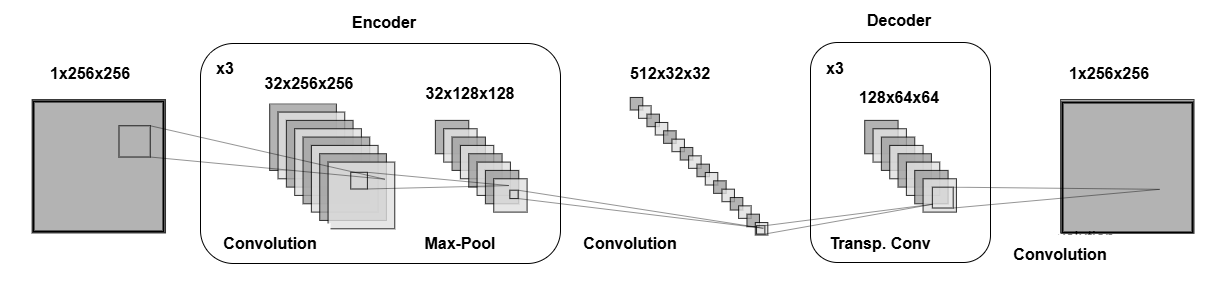 Encoder
Decoder
1x256x256
x3
32x256x256
32x128x128
Convolution
Max-Pool
512x32x32
Convolution
x3
128x64x64
Transp. Conv
1x256x256
Convolution